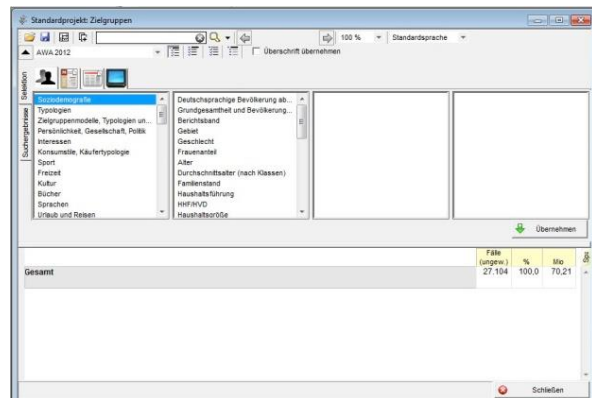 Standardprojekt: Zielgruppen
100 %
Standardsprache
AWA 2012
Überschrift übernehmen
Selektion
Suchergebnisse
Soziodemografie
Typologien
Zielgruppenmodelle, Typologien un...
Persönlichkeit, Gesellschaft, Politik
Interessen
Konsumstile, Käufertypologie
Sport
Freizeit
Kultur
Bücher
Sprachen
Urlaub und Reisen
Deutschsprachige Bevölkerung ab...
Grundgesamtheit und Bevölkerung...
Berichtsband
Gebiet
Geschlecht
Frauenanteil
Alter
Durchschnittsalter (nach Klassen)
Familienstand
Haushaltsführung
HHF/HVD
Haushaltsgröße
Übernehmen
Fälle (ungew.) % Mio
Gesamt 27,104 100,0 70,21
Schließen